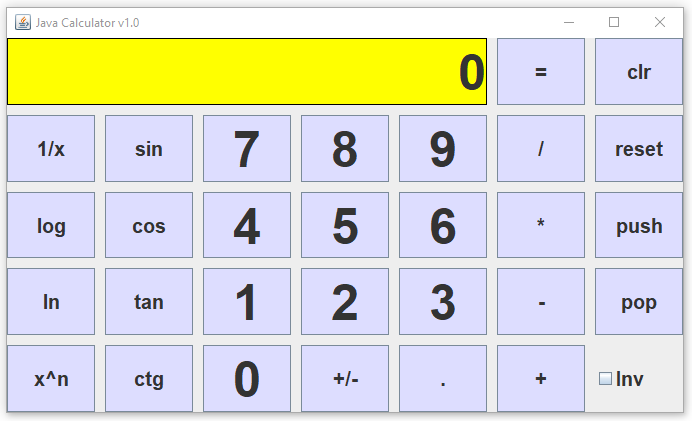 Java Calculator v1.0
0 = clr
1/x sin 7 8 9 / reset
log cos 4 5 6 * push
ln tan 1 2 3 - pop
x^n ctg 0 +/- . + Inv